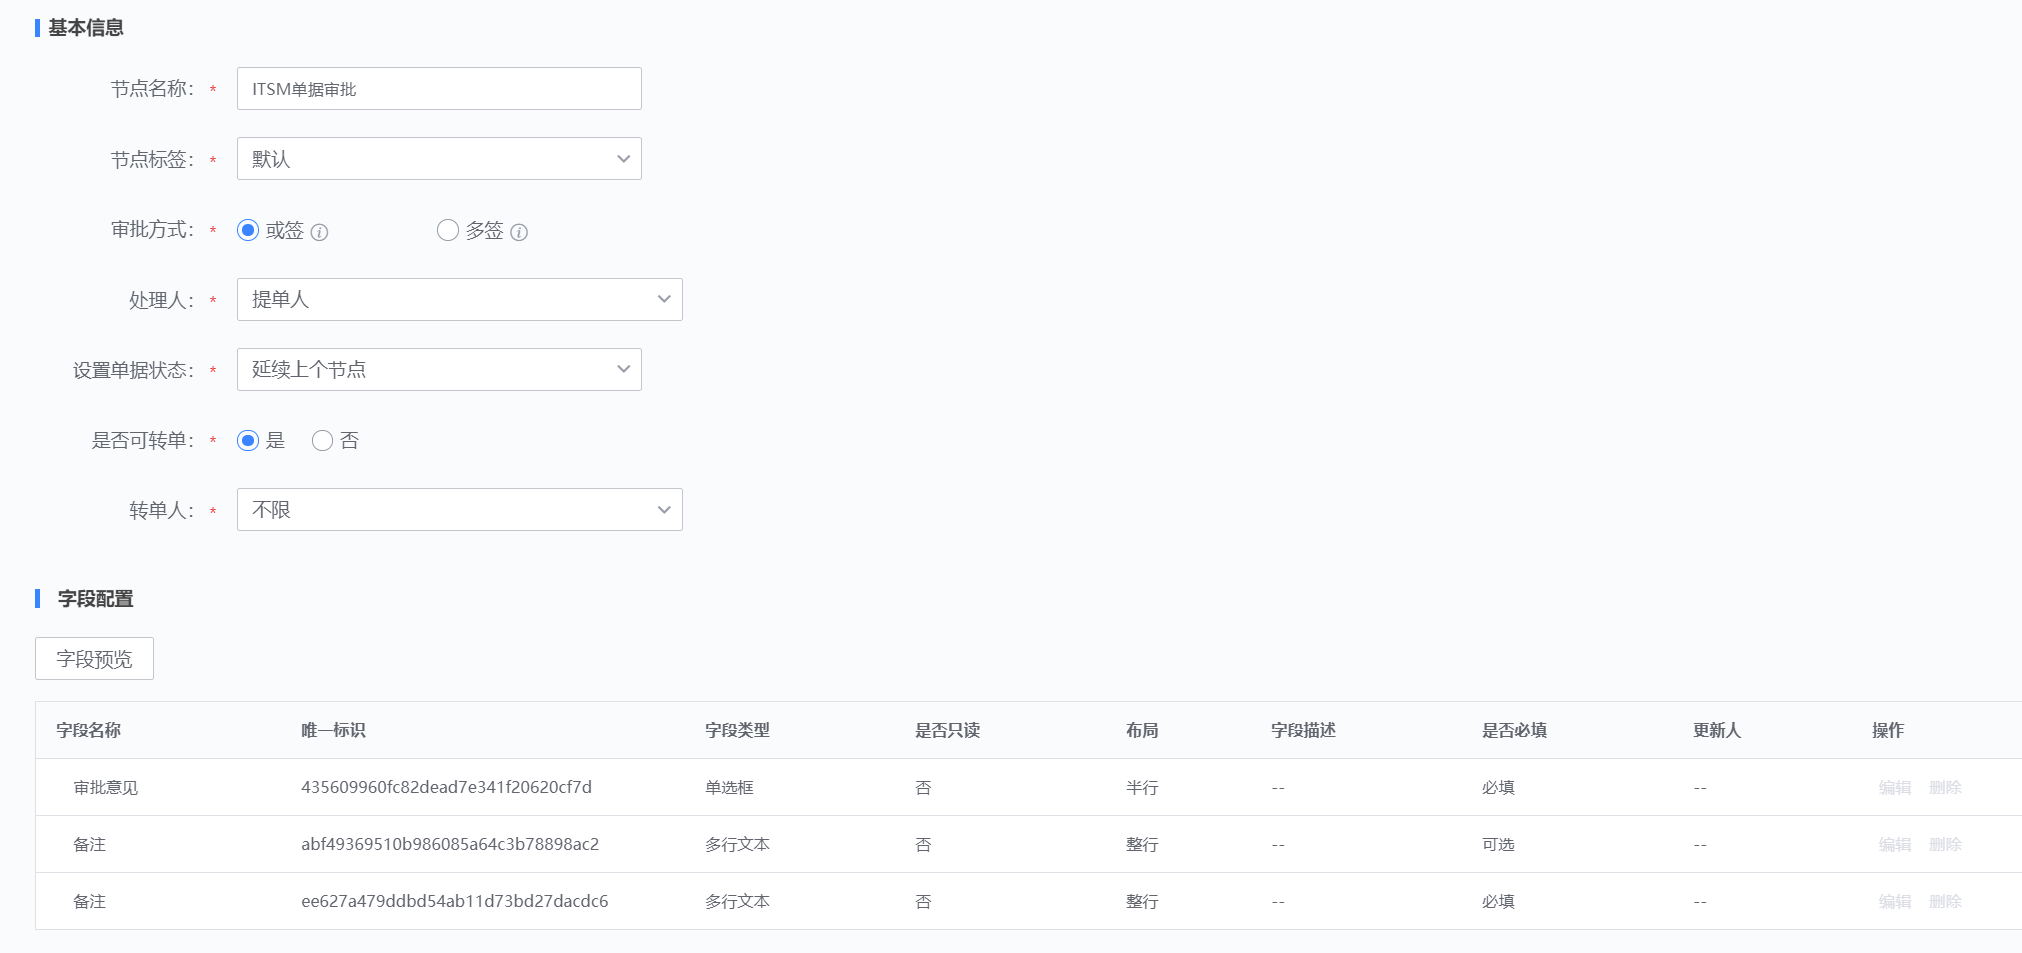 基本信息
节点名称： * ITSM单据审批
节点标签： * 默认
审批方式： * 或签 多签
处理人： * 提单人
设置单据状态： * 延续上个节点
是否可转单： * 是 否
转单人： * 不限
字段配置
字段预览
字段名称 唯一标识 字段类型 是否只读 布局 字段描述 是否必填 更新人 操作
审批意见 435609960fc82dead7e341f20620cf7d 单选框 否 半行 -- 必填 -- 编辑 删除
备注 abf49369510b986085a64c3b78898ac2 多行文本 否 整行 -- 可选 -- 编辑 删除
备注 ee627a479ddbd54ab11d73bd27dacdc6 多行文本 否 整行 -- 必填 -- 编辑 删除